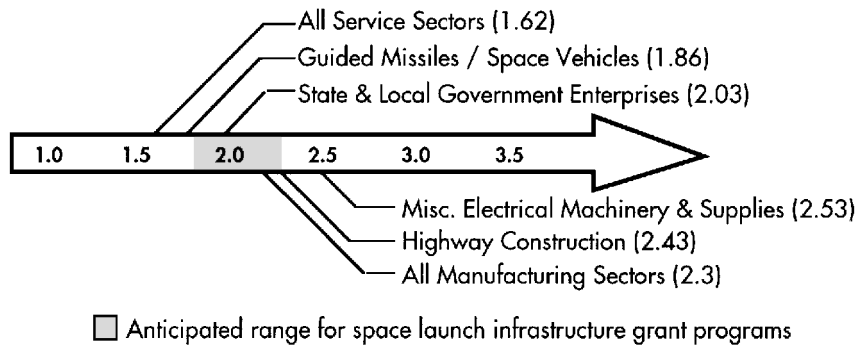 All Service Sectors (1.62)
Guided Missiles / Space Vehicles (1.86)
State & Local Government Enterprises (2.03)
1.0 1.5 2.0 2.5 3.0 3.5
Misc. Electrical Machinery & Supplies (2.53)
Highway Construction (2.43)
All Manufacturing Sectors (2.3)
Anticipated range for space launch infrastructure grant programs